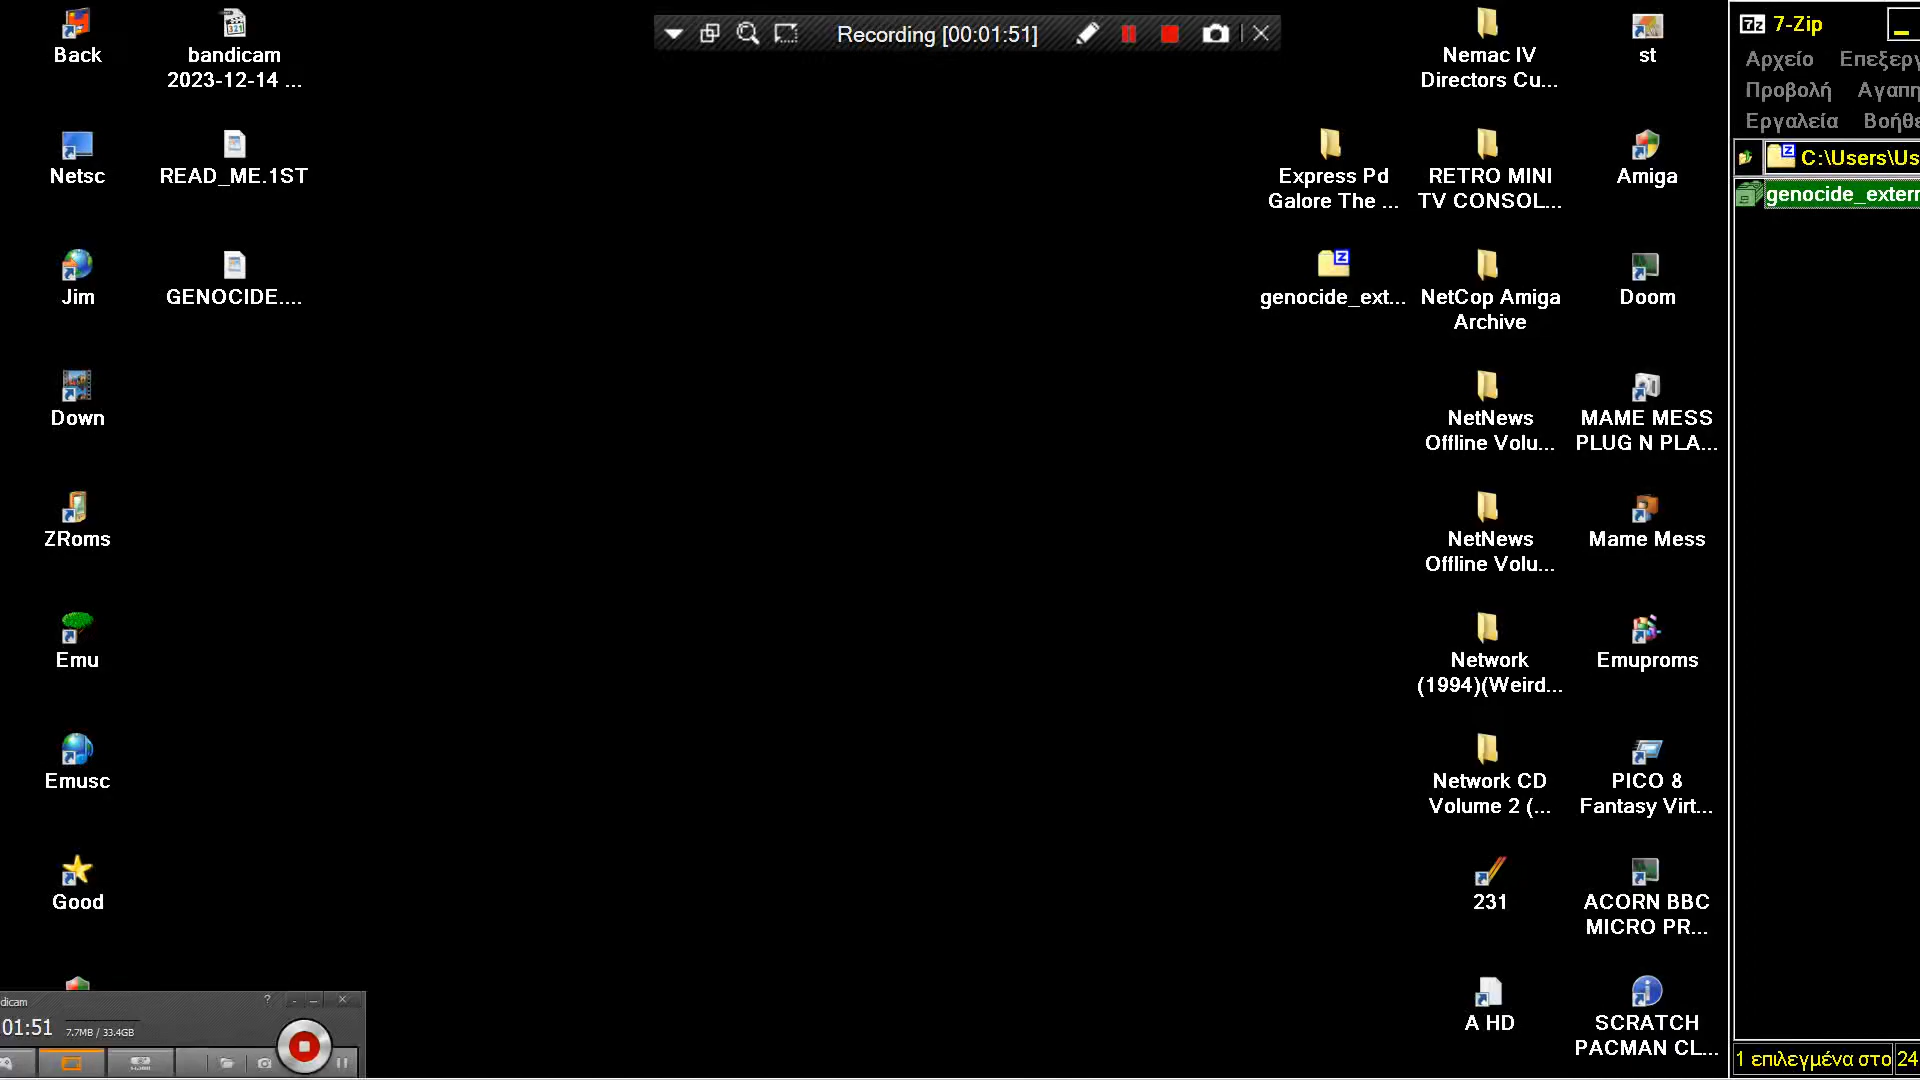 Back
bandicam
2023-12-14 ...
Recording [00:01:51]
Nemac IV
Directors Cu...
st
7-Zip
Αρχείο Επεξεργ
Προβολή Αγαπη
Εργαλεία Βοήθε
C:\Users\Us
genocide_extern
Netsc
READ_ME.1ST
Express Pd
Galore The ...
RETRO MINI
TV CONSOL...
Amiga
Jim
GENOCIDE....
genocide_ext...
NetCop Amiga
Archive
Doom
Down
NetNews
Offline Volu...
MAME MESS
PLUG N PLA...
ZRoms
NetNews
Offline Volu...
Mame Mess
Emu
Network
(1994)(Weird...
Emuproms
Emusc
Network CD
Volume 2 (...
PICO 8
Fantasy Virt...
Good
231
ACORN BBC
MICRO PR...
A HD
SCRATCH
PACMAN CL...
dicam
01:51 7.7MB / 33.4GB
1 επιλεγμένα στο 24